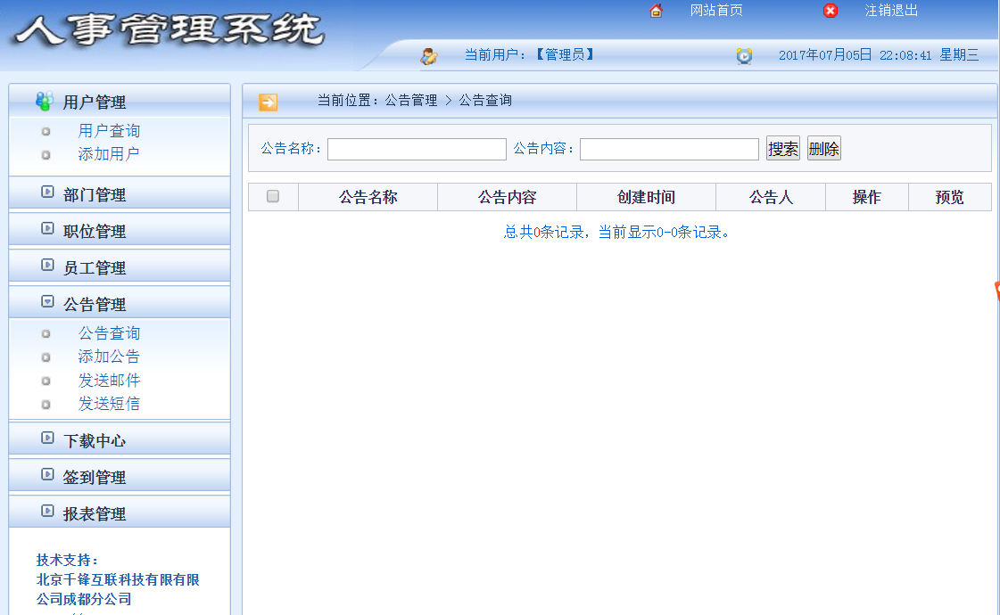 人事管理系统
网站首页
注销退出
当前用户：【管理员】
2017年07月05日 22:08:41 星期三
用户管理
用户查询
添加用户
部门管理
职位管理
员工管理
公告管理
公告查询
添加公告
发送邮件
发送短信
下载中心
签到管理
报表管理
技术支持：
北京千锋互联科技有限有限
公司成都分公司
当前位置：公告管理 > 公告查询
公告名称： 公告内容： 搜索 删除
公告名称 公告内容 创建时间 公告人 操作 预览
总共0条记录，当前显示0-0条记录。